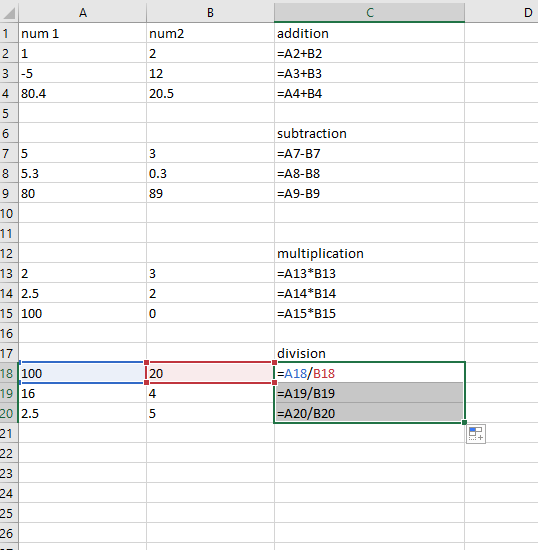 A B C D
1 num 1 num2 addition
2 1 2 =A2+B2
3 -5 12 =A3+B3
4 80.4 20.5 =A4+B4
5
6 subtraction
7 5 3 =A7-B7
8 5.3 0.3 =A8-B8
9 80 89 =A9-B9
10
11
12 multiplication
13 2 3 =A13*B13
14 2.5 2 =A14*B14
15 100 0 =A15*B15
16
17 division
18 100 20 =A18/B18
19 16 4 =A19/B19
20 2.5 5 =A20/B20
21
22
23
24
25
26